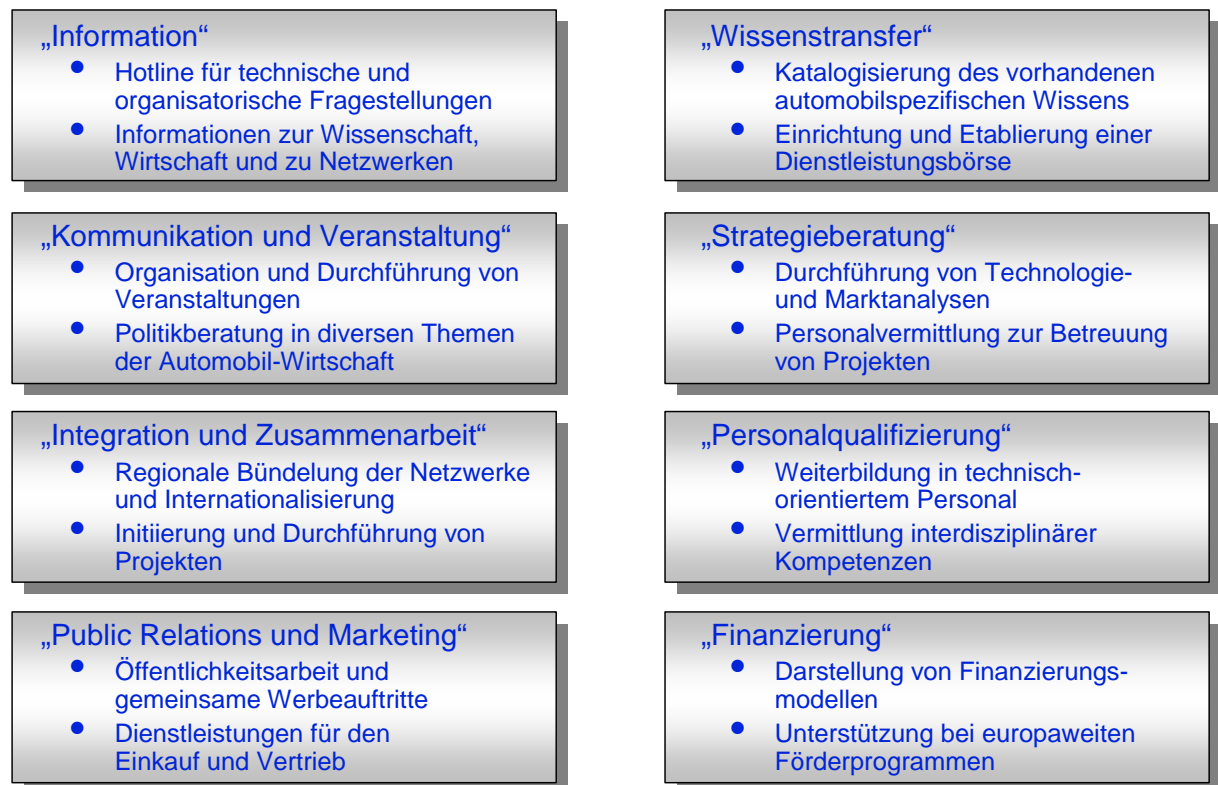 „Information“
• Hotline für technische und
organisatorische Fragestellungen
• Informationen zur Wissenschaft,
Wirtschaft und zu Netzwerken
„Wissenstransfer“
• Katalogisierung des vorhandenen
automobilspezifischen Wissens
• Einrichtung und Etablierung einer
Dienstleistungsbörse
„Kommunikation und Veranstaltung“
• Organisation und Durchführung von
Veranstaltungen
• Politikberatung in diversen Themen
der Automobil-Wirtschaft
„Strategieberatung“
• Durchführung von Technologie-
und Marktanalysen
• Personalvermittlung zur Betreuung
von Projekten
„Integration und Zusammenarbeit“
• Regionale Bündelung der Netzwerke
und Internationalisierung
• Initiierung und Durchführung von
Projekten
„Personalqualifizierung“
• Weiterbildung in technisch-
orientiertem Personal
• Vermittlung interdisziplinärer
Kompetenzen
„Public Relations und Marketing“
• Öffentlichkeitsarbeit und
gemeinsame Werbeauftritte
• Dienstleistungen für den
Einkauf und Vertrieb
„Finanzierung“
• Darstellung von Finanzierungs-
modellen
• Unterstützung bei europaweiten
Förderprogrammen